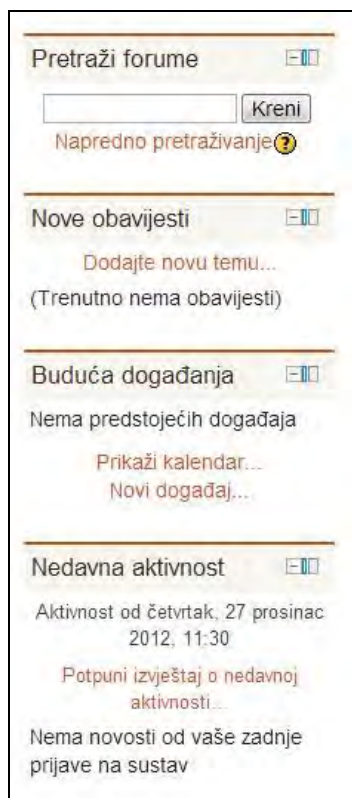 Pretraži forume
Kreni
Napredno pretraživanje ?
Nove obavijesti
Dodajte novu temu...
(Trenutno nema obavijesti)
Buduća događanja
Nema predstojećih događaja
Prikaži kalendar...
Novi događaj...
Nedavna aktivnost
Aktivnost od četvrtak, 27 prosinac
2012, 11:30
Potpuni izvještaj o nedavnoj
aktivnosti...
Nema novosti od vaše zadnje
prijave na sustav